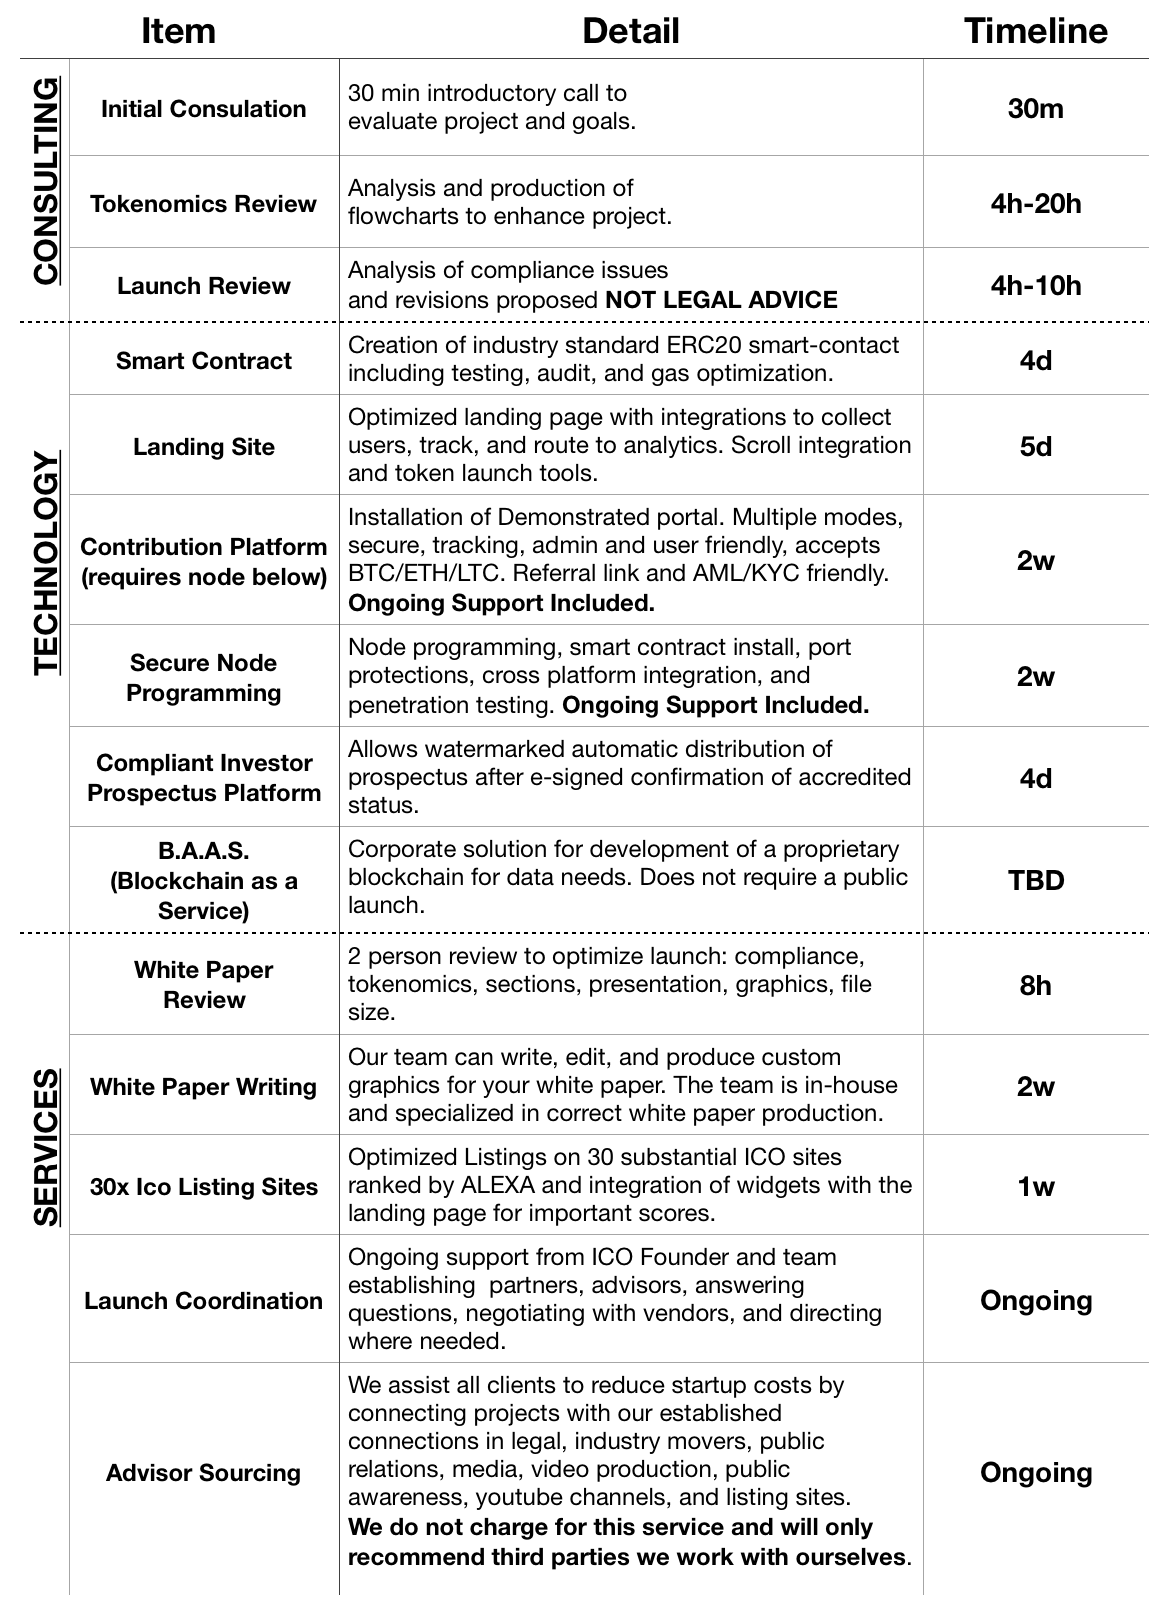 Item Detail Timeline
CONSULTING
Initial Consulation
30 min introductory call to
evaluate project and goals.
30m
Tokenomics Review
Analysis and production of
flowcharts to enhance project.
4h-20h
Launch Review
Analysis of compliance issues
and revisions proposed NOT LEGAL ADVICE
4h-10h
TECHNOLOGY
Smart Contract
Creation of industry standard ERC20 smart-contact
including testing, audit, and gas optimization.
4d
Landing Site
Optimized landing page with integrations to collect
users, track, and route to analytics. Scroll integration
and token launch tools.
5d
Contribution Platform
(requires node below)
Installation of Demonstrated portal. Multiple modes,
secure, tracking, admin and user friendly, accepts
BTC/ETH/LTC. Referral link and AML/KYC friendly.
Ongoing Support Included.
2w
Secure Node
Programming
Node programming, smart contract install, port
protections, cross platform integration, and
penetration testing. Ongoing Support Included.
2w
Compliant Investor
Prospectus Platform
Allows watermarked automatic distribution of
prospectus after e-signed confirmation of accredited
status.
4d
B.A.A.S.
(Blockchain as a
Service)
Corporate solution for development of a proprietary
blockchain for data needs. Does not require a public
launch.
TBD
SERVICES
White Paper
Review
2 person review to optimize launch: compliance,
tokenomics, sections, presentation, graphics, file
size.
8h
White Paper Writing
Our team can write, edit, and produce custom
graphics for your white paper. The team is in-house
and specialized in correct white paper production.
2w
30x Ico Listing Sites
Optimized Listings on 30 substantial ICO sites
ranked by ALEXA and integration of widgets with the
landing page for important scores.
1w
Launch Coordination
Ongoing support from ICO Founder and team
establishing  partners, advisors, answering
questions, negotiating with vendors, and directing
where needed.
Ongoing
Advisor Sourcing
We assist all clients to reduce startup costs by
connecting projects with our established
connections in legal, industry movers, public
relations, media, video production, public
awareness, youtube channels, and listing sites.
We do not charge for this service and will only
recommend third parties we work with ourselves.
Ongoing